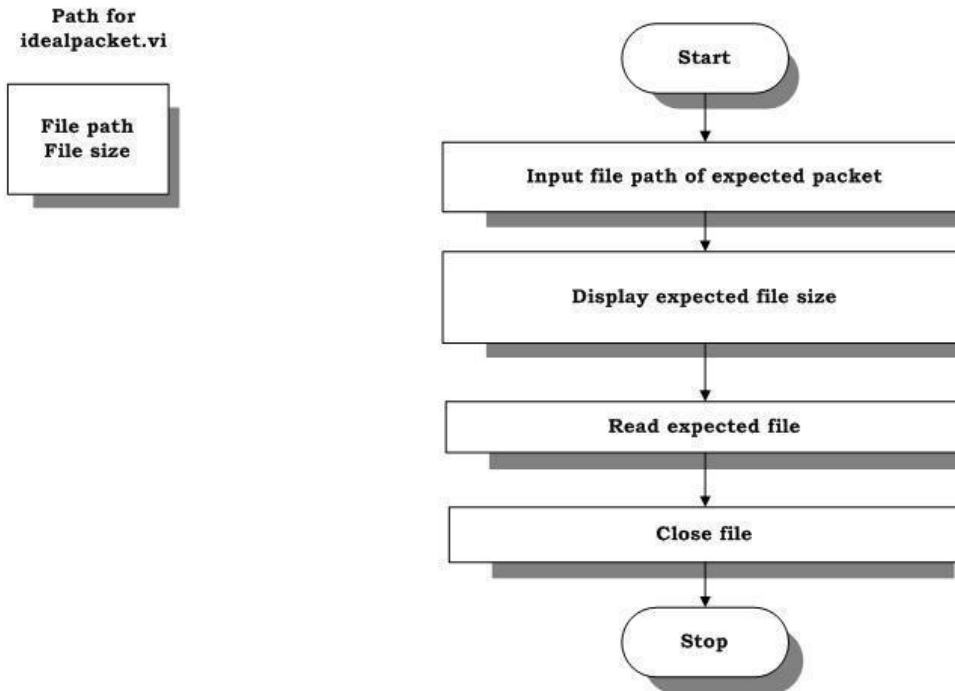 Path for
idealpacket.vi
File path
File size
Start
Input file path of expected packet
Display expected file size
Read expected file
Close file
Stop